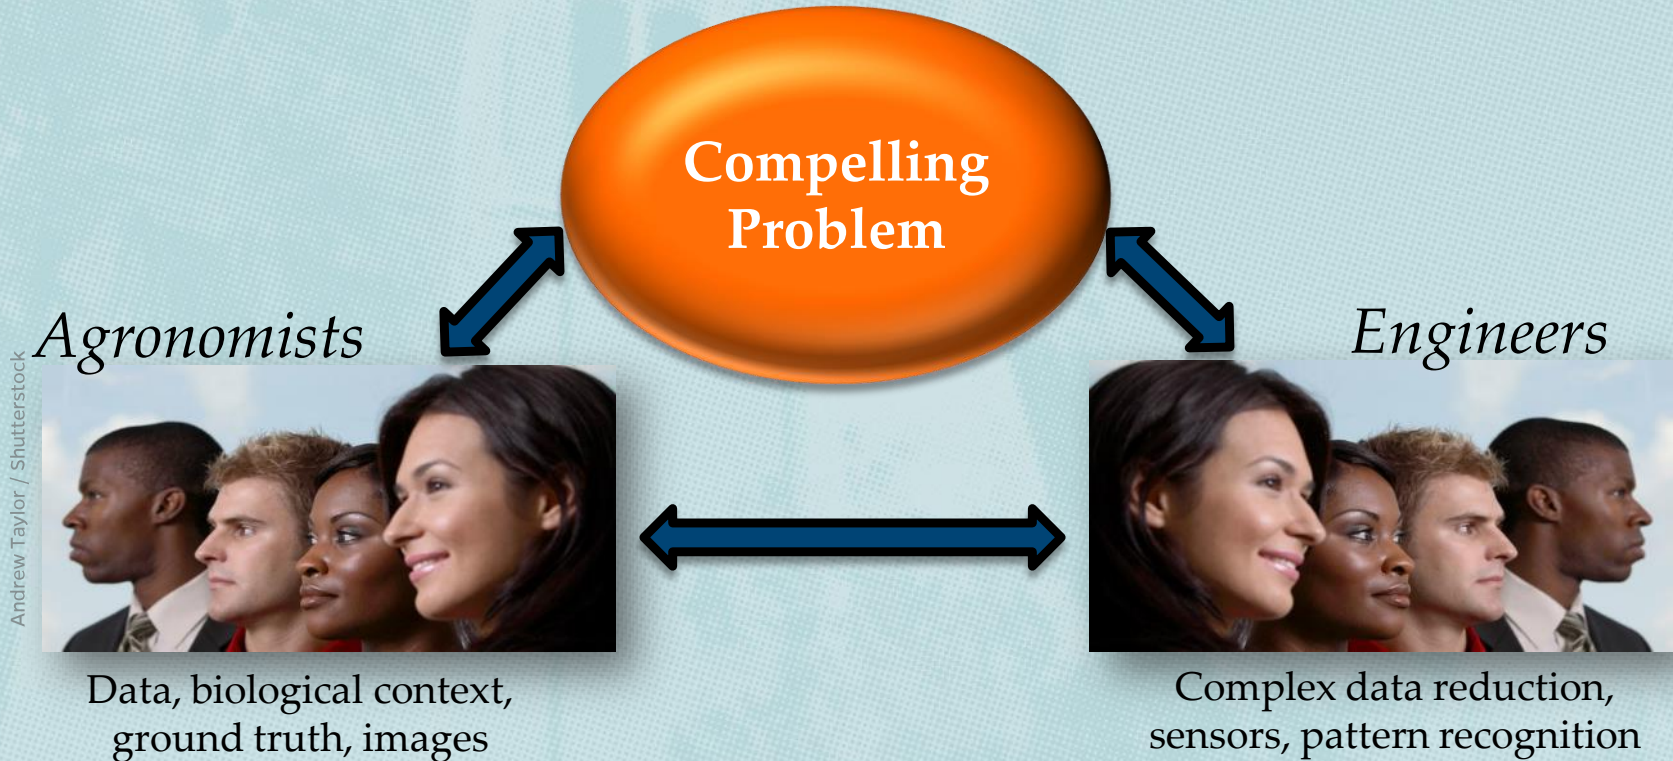 Compelling
Problem
Agronomists
Engineers
Andrew Taylor / Shutterstock
Data, biological context,
ground truth, images
Complex data reduction,
sensors, pattern recognition